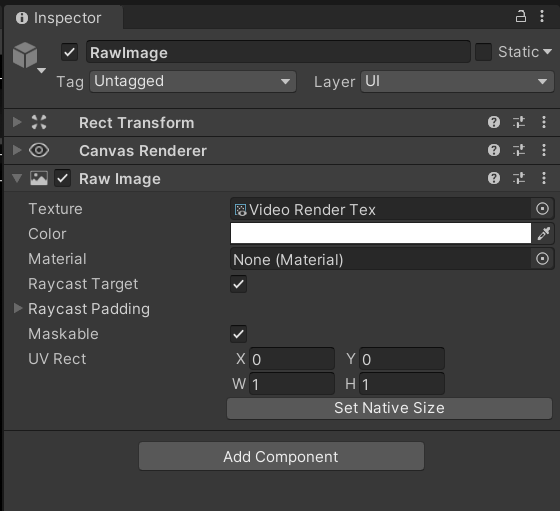 Inspector
RawImage
Static
Tag Untagged Layer UI
Rect Transform
Canvas Renderer
Raw Image
Texture Video Render Tex
Color
Material None (Material)
Raycast Target
Raycast Padding
Maskable
UV Rect X 0 Y 0
W 1 H 1
Set Native Size
Add Component